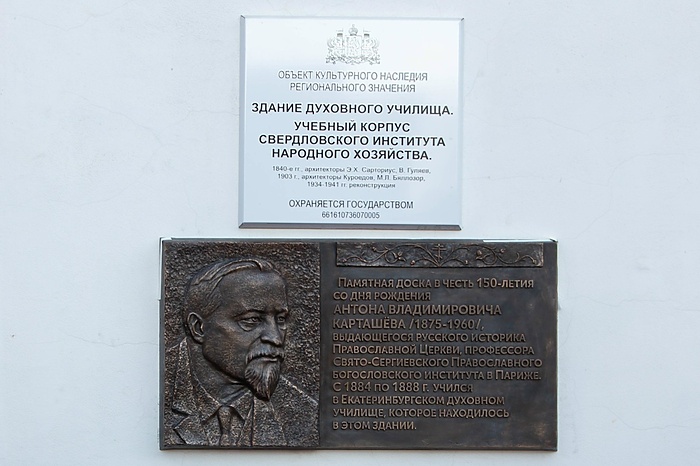 ОБЪЕКТ КУЛЬТУРНОГО НАСЛЕДИЯ
РЕГИОНАЛЬНОГО ЗНАЧЕНИЯ
ЗДАНИЕ ДУХОВНОГО УЧИЛИЩА.
УЧЕБНЫЙ КОРПУС
СВЕРДЛОВСКОГО ИНСТИТУТА
НАРОДНОГО ХОЗЯЙСТВА.
1840-е гг., архитекторы Э.Х. Сарториус, В. Гуляев,
1903 г., архитекторы Куроедов, М.Л. Бяллозор,
1934-1941 гг. реконструкция
ОХРАНЯЕТСЯ ГОСУДАРСТВОМ
661610736070005
ПАМЯТНАЯ ДОСКА В ЧЕСТЬ 150-ЛЕТИЯ
СО ДНЯ РОЖДЕНИЯ
АНТОНА ВЛАДИМИРОВИЧА
КАРТАШЁВА /1875-1960/,
ВЫДАЮЩЕГОСЯ РУССКОГО ИСТОРИКА
ПРАВОСЛАВНОЙ ЦЕРКВИ, ПРОФЕССОРА
СВЯТО-СЕРГИЕВСКОГО ПРАВОСЛАВНОГО
БОГОСЛОВСКОГО ИНСТИТУТА В ПАРИЖЕ.
С 1884 ПО 1888 Г. УЧИЛСЯ
В ЕКАТЕРИНБУРГСКОМ ДУХОВНОМ
УЧИЛИЩЕ, КОТОРОЕ НАХОДИЛОСЬ
В ЭТОМ ЗДАНИИ.